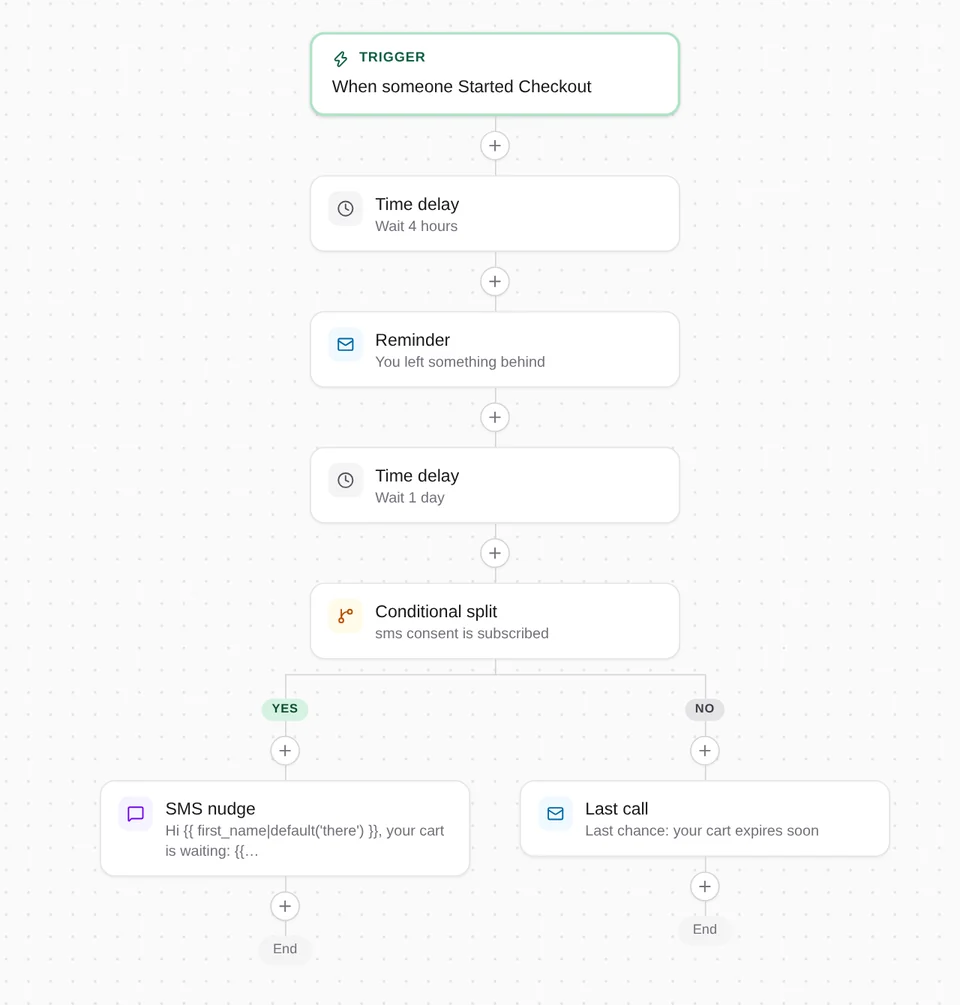 TRIGGER
When someone Started Checkout
Time delay
Wait 4 hours
Reminder
You left something behind
Time delay
Wait 1 day
Conditional split
sms consent is subscribed
YES
NO
SMS nudge
Hi {{ first_name|default('there') }}, your cart
is waiting: {{…
Last call
Last chance: your cart expires soon
End
End